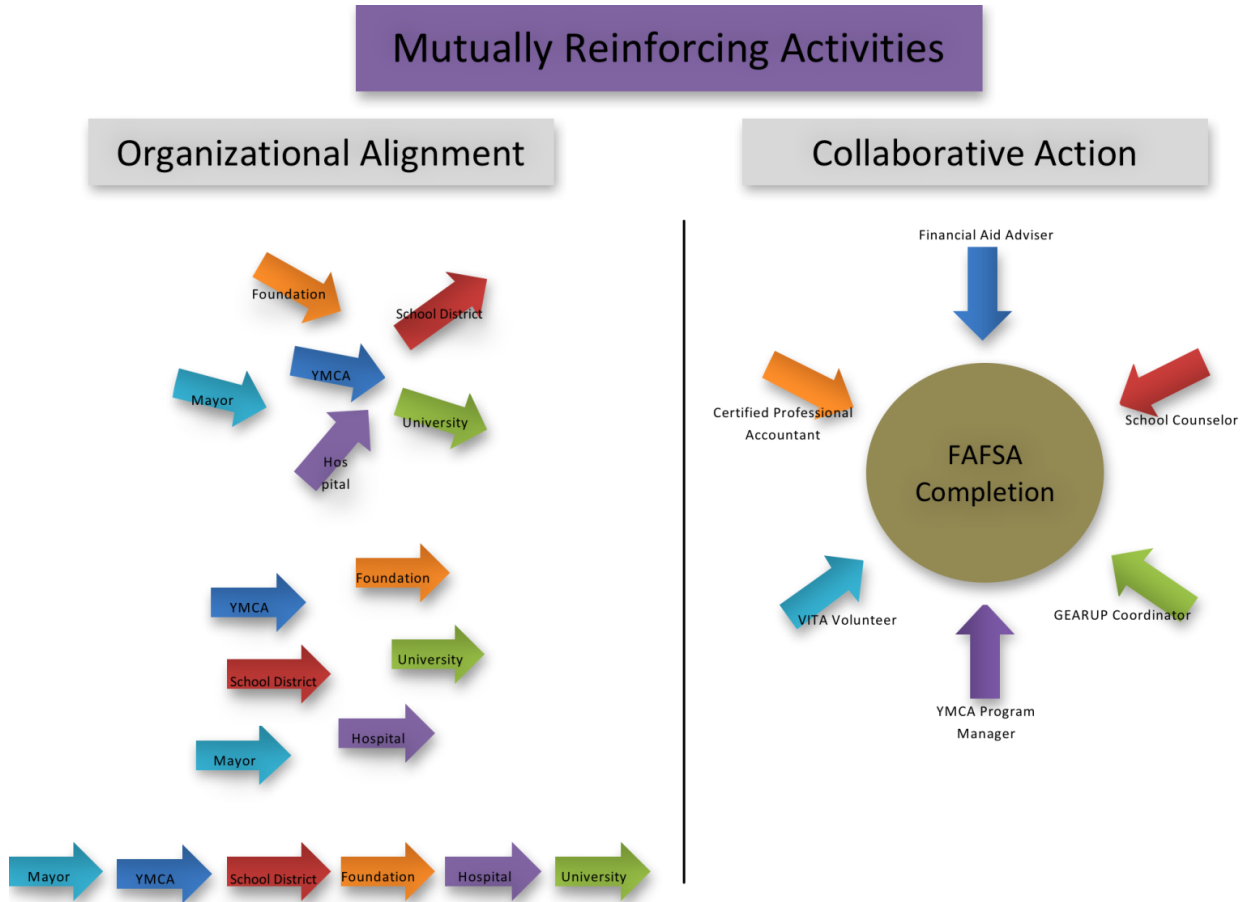 Mutually Reinforcing Activities
Organizational Alignment
Foundation
School District
YMCA
Mayor
University
Hos
pital
Foundation
YMCA
University
School District
Hospital
Mayor
Mayor
YMCA
School District
Foundation
Hospital
University
Collaborative Action
Financial Aid Adviser
Certified Professional
Accountant
School Counselor
FAFSA
Completion
VITA Volunteer
GEARUP Coordinator
YMCA Program
Manager